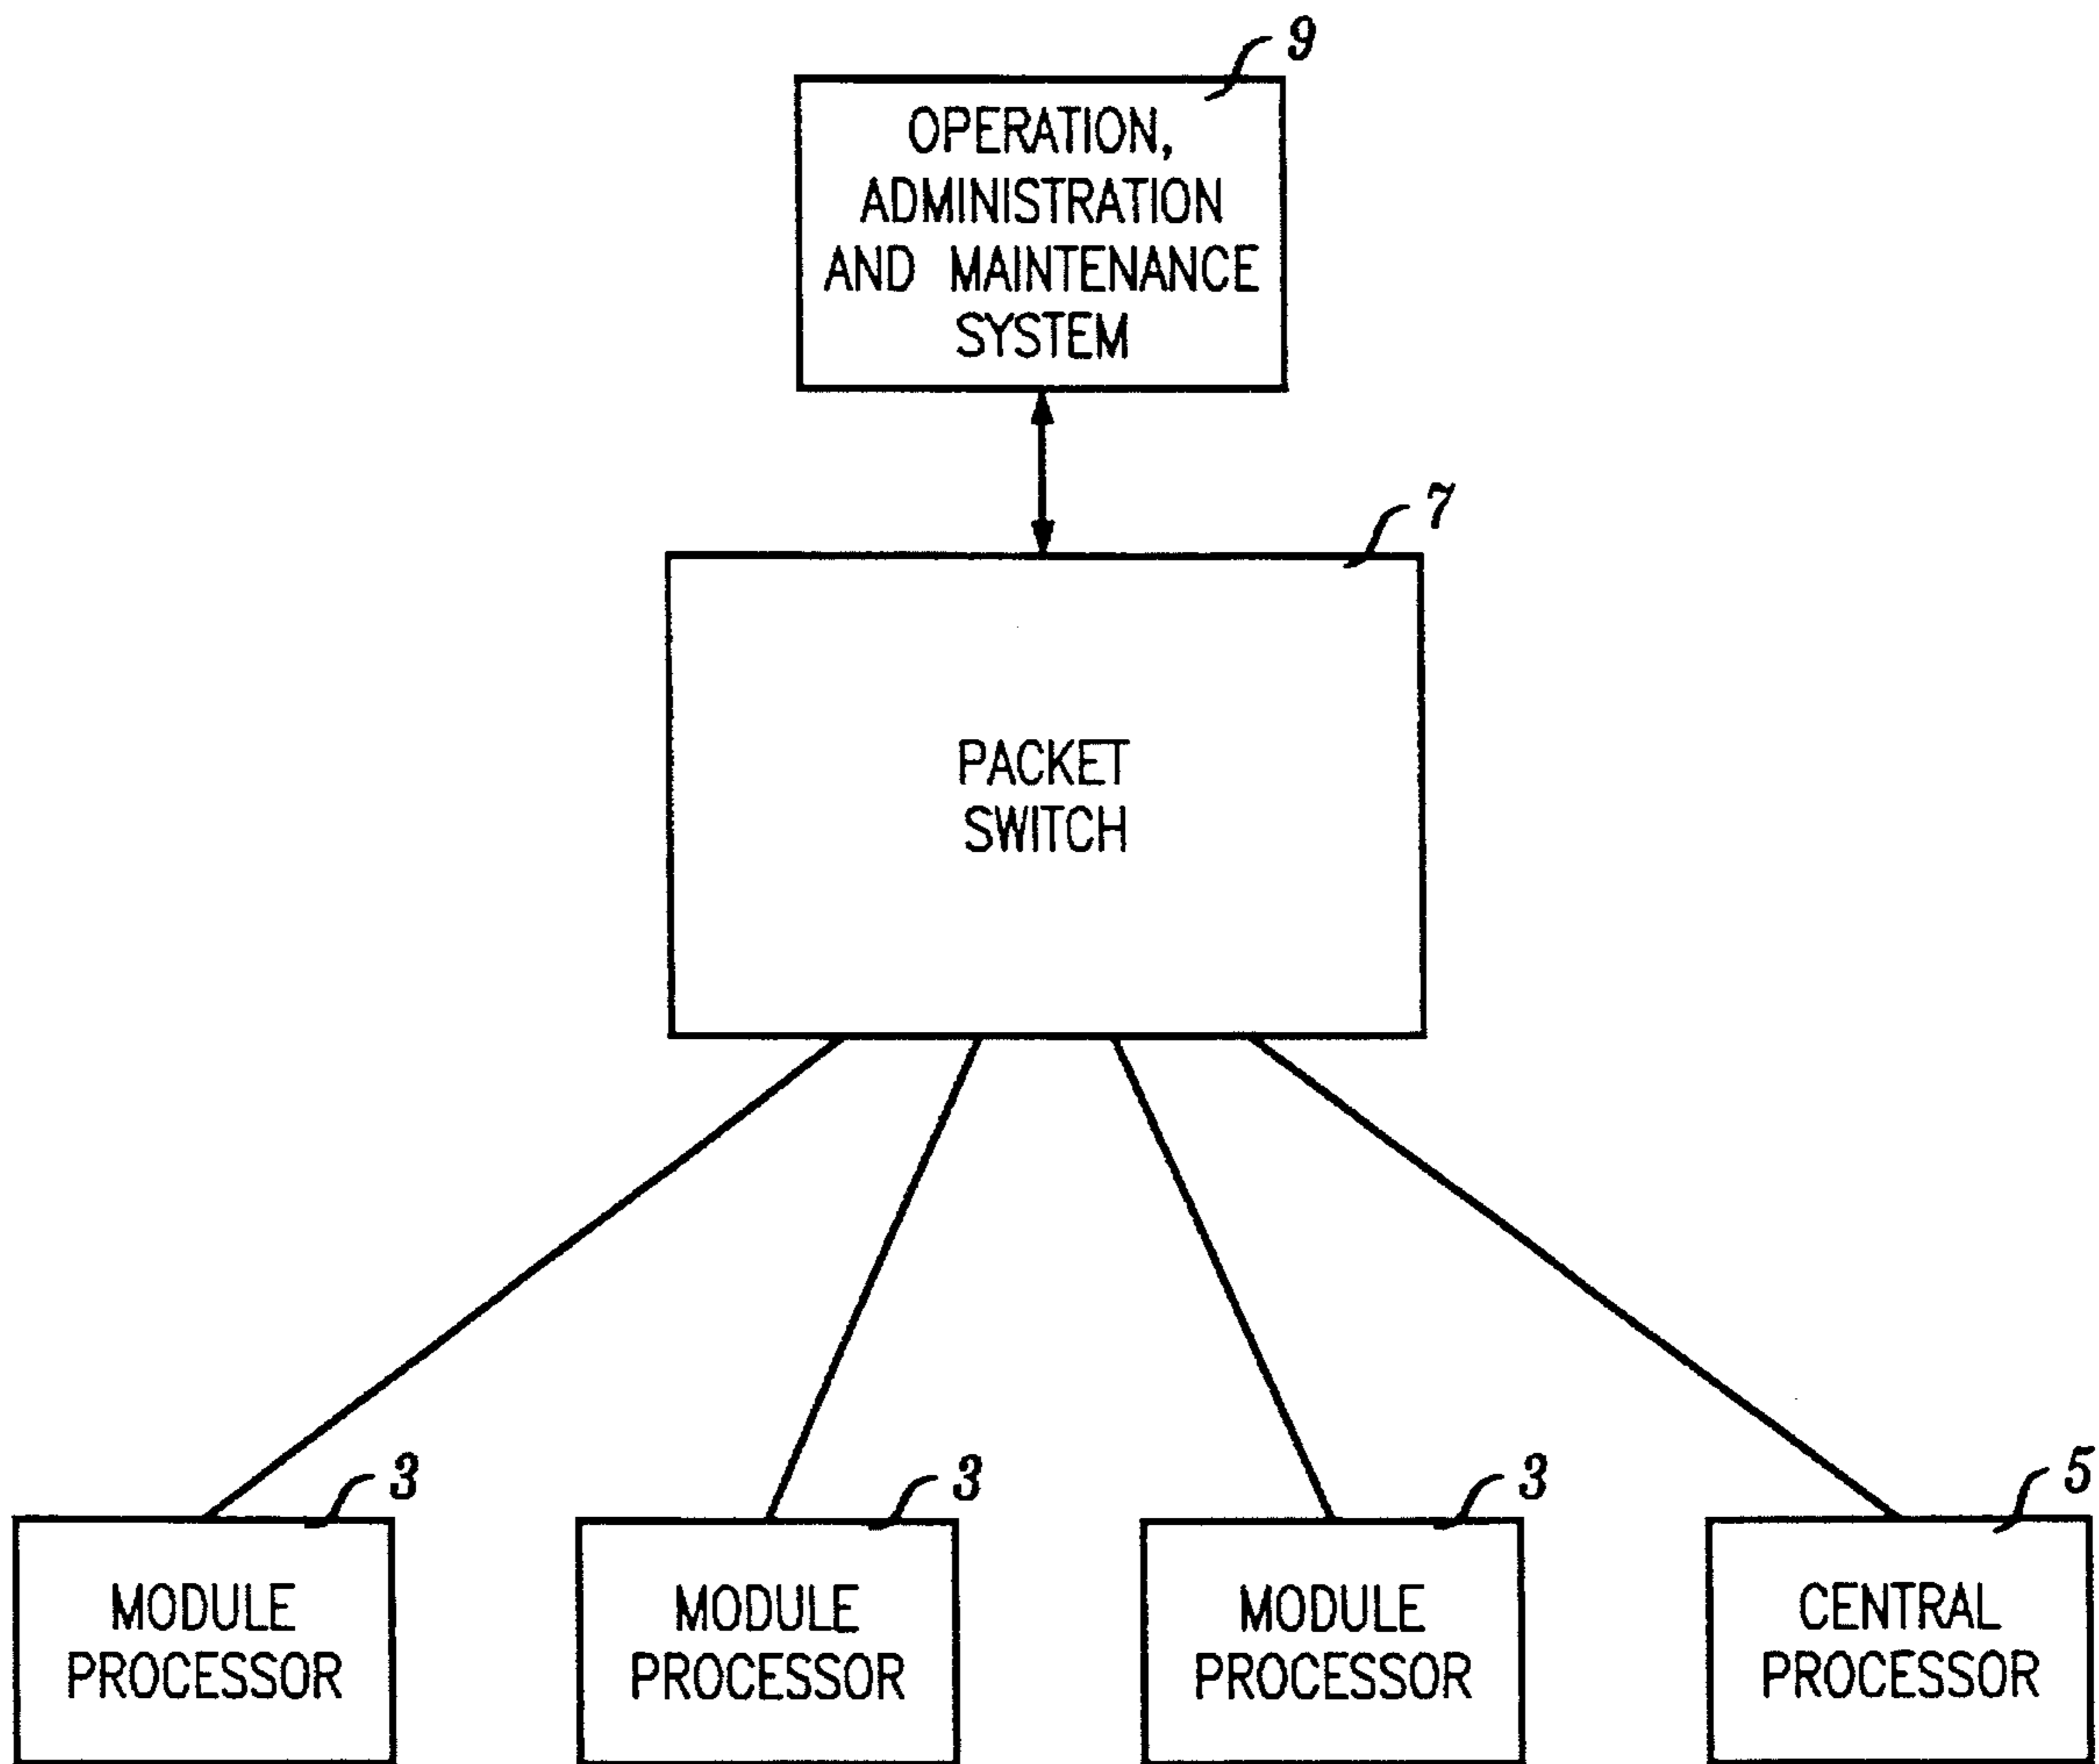 9
OPERATION,
ADMINISTRATION
AND MAINTENANCE
SYSTEM
7
PACKET
SWITCH
3
MODULE
PROCESSOR
3
MODULE
PROCESSOR
3
MODULE
PROCESSOR
5
CENTRAL
PROCESSOR